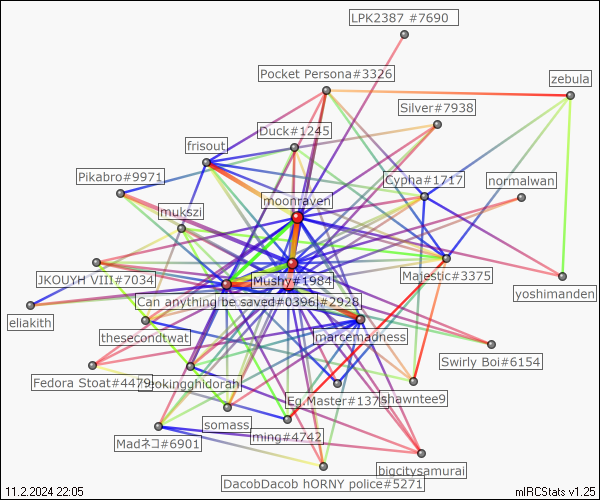 LPK2387 #7690
Pocket Persona#3326
zebula
Silver#7938
Duck#1245
frisout
Pikabro#9971
Cypha#1717
normalwan
moonraven
mukszi
JKOUYH VIII#7034
Mushy#1984
Majestic#3375
yoshimanden
Can anything be saved#0396
#2928
eliakith
thesecondtwat
marcemadness
Swirly Boi#6154
Fedora Stoat#4479
okingghidorah
Eg.Master#137
shawntee9
somass
Madネコ#6901
ming#4742
bigcitysamurai
DacobDacob hORNY police#5271
11.2.2024 22:05
mIRCStats v1.25